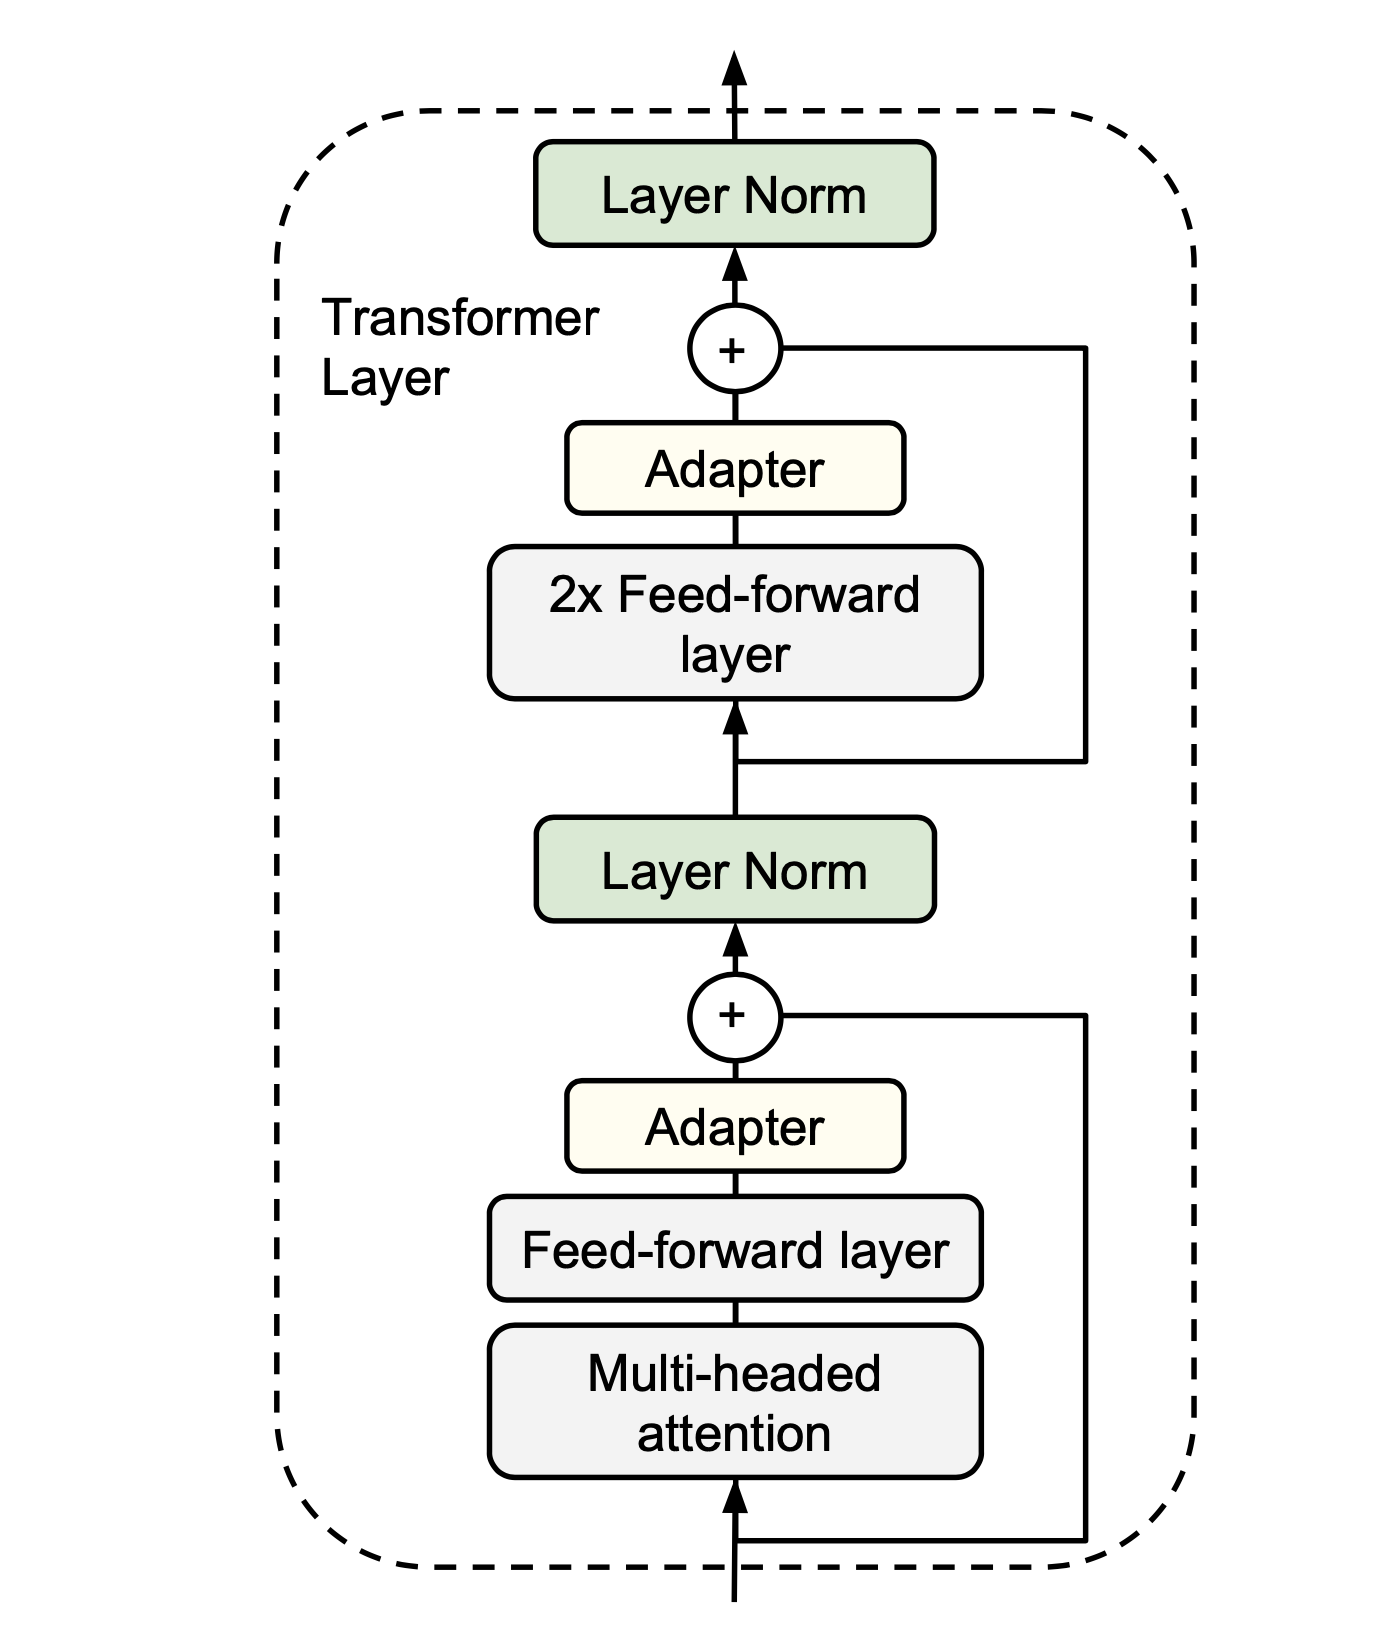 Layer Norm
Transformer
Layer
+
Adapter
2x Feed-forward
layer
Layer Norm
+
Adapter
Feed-forward layer
Multi-headed
attention